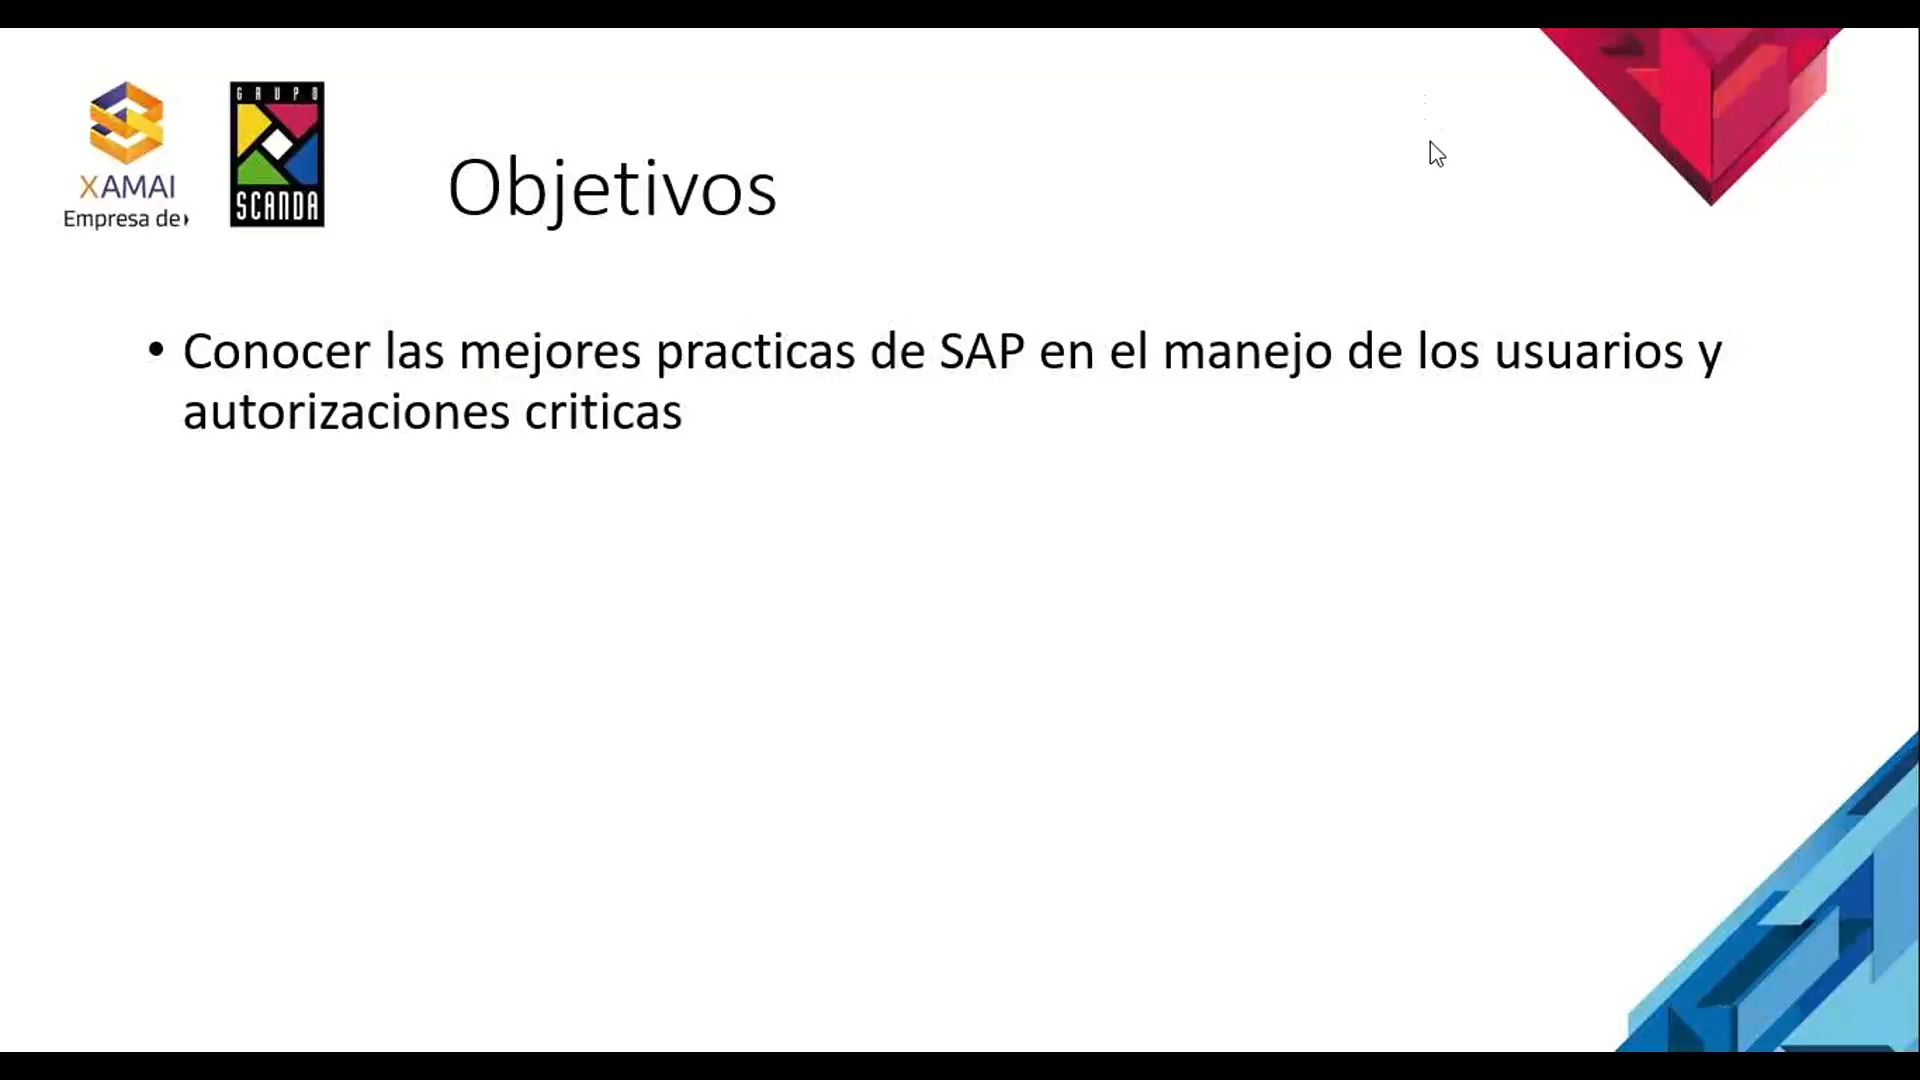 GRUPO
SCANDA
XAMAI
Empresa de
Objetivos
• Conocer las mejores practicas de SAP en el manejo de los usuarios y
autorizaciones criticas